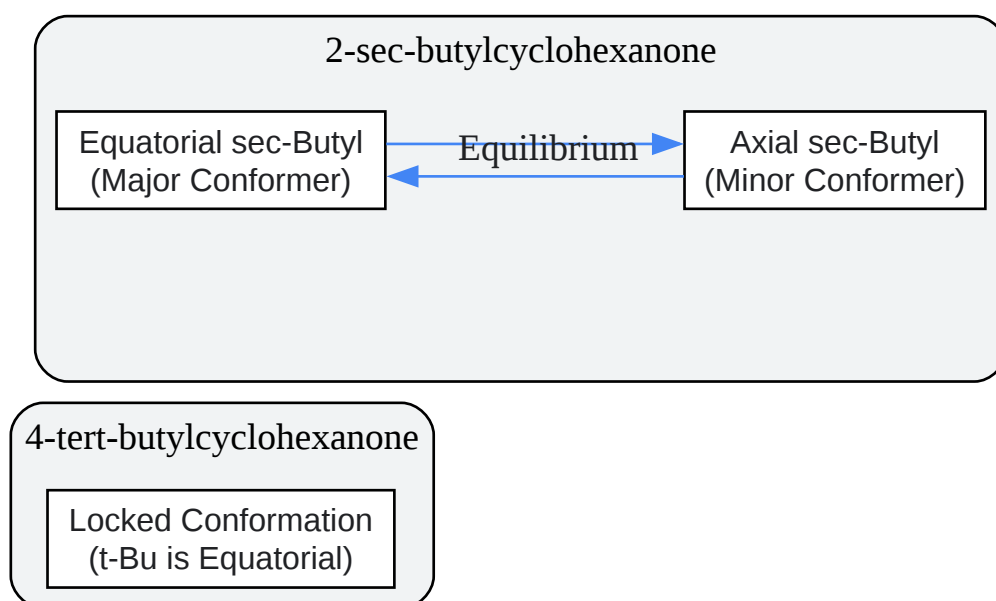 2-sec-butylcyclohexanone
Equatorial sec-Butyl
(Major Conformer)
Equilibrium
Axial sec-Butyl
(Minor Conformer)
4-tert-butylcyclohexanone
Locked Conformation
(t-Bu is Equatorial)